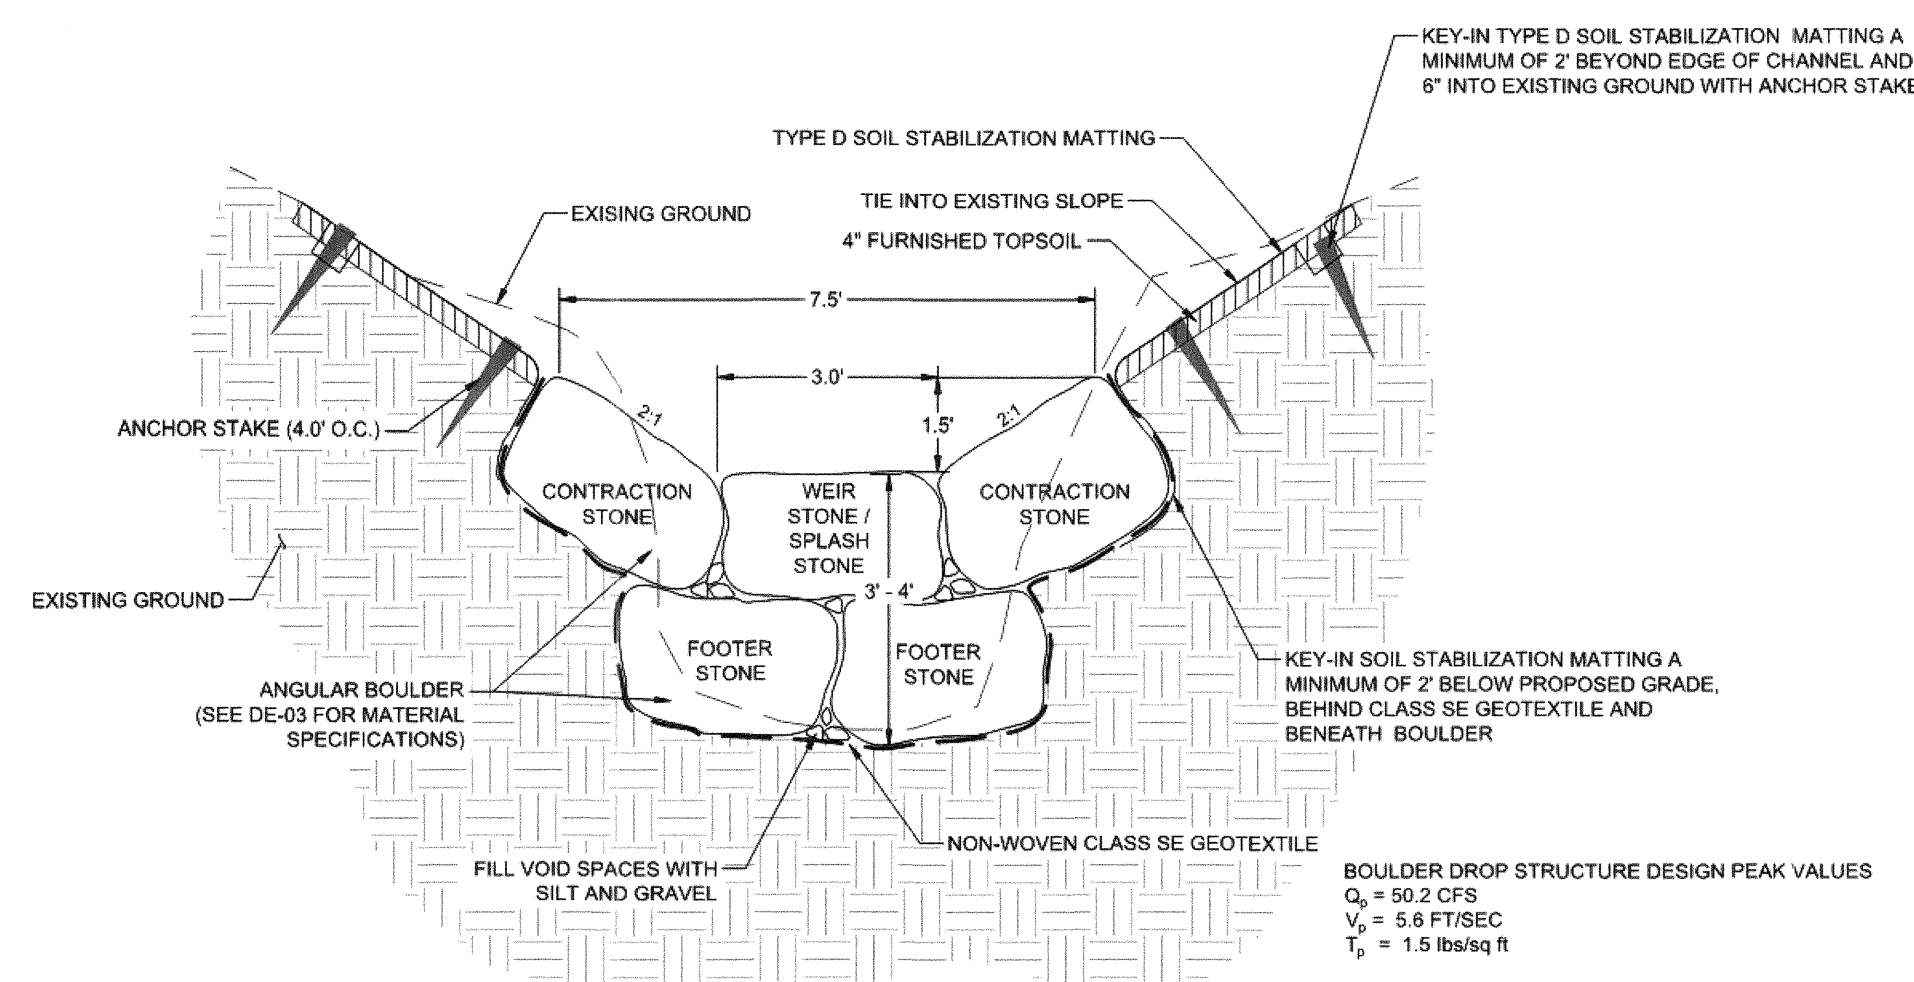 KEY-IN TYPE D SOIL STABILIZATION MATTING A
MINIMUM OF 2' BEYOND EDGE OF CHANNEL AND
6" INTO EXISTING GROUND WITH ANCHOR STAKE
TYPE D SOIL STABILIZATION MATTING
TIE INTO EXISTING SLOPE
EXISING GROUND
4" FURNISHED TOPSOIL
7.5'
3.0'
2:1
2:1
1.5'
ANCHOR STAKE (4.0' O.C.)
CONTRACTION
STONE
WEIR
STONE /
SPLASH
STONE
CONTRACTION
STONE
3' - 4'
EXISTING GROUND
FOOTER
STONE
FOOTER
STONE
KEY-IN SOIL STABILIZATION MATTING A
MINIMUM OF 2' BELOW PROPOSED GRADE,
BEHIND CLASS SE GEOTEXTILE AND
BENEATH BOULDER
ANGULAR BOULDER
(SEE DE-03 FOR MATERIAL
SPECIFICATIONS)
NON-WOVEN CLASS SE GEOTEXTILE
FILL VOID SPACES WITH
SILT AND GRAVEL
BOULDER DROP STRUCTURE DESIGN PEAK VALUES
Qp = 50.2 CFS
Vp = 5.6 FT/SEC
Tp = 1.5 lbs/sq ft